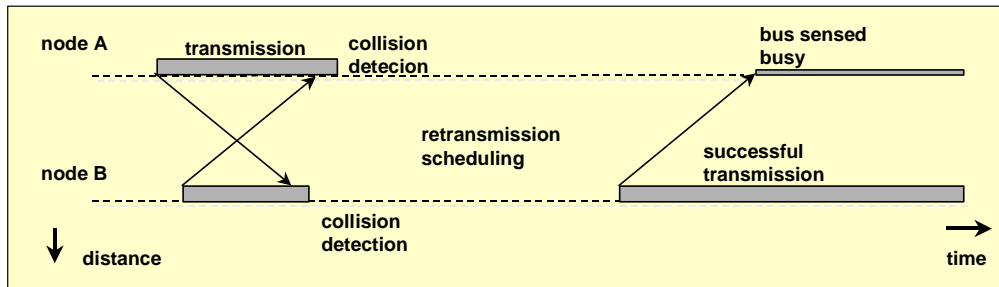 node A
transmission
collision
detecion
bus sensed
busy
retransmission
scheduling
successful
transmission
node B
collision
detection
distance
time